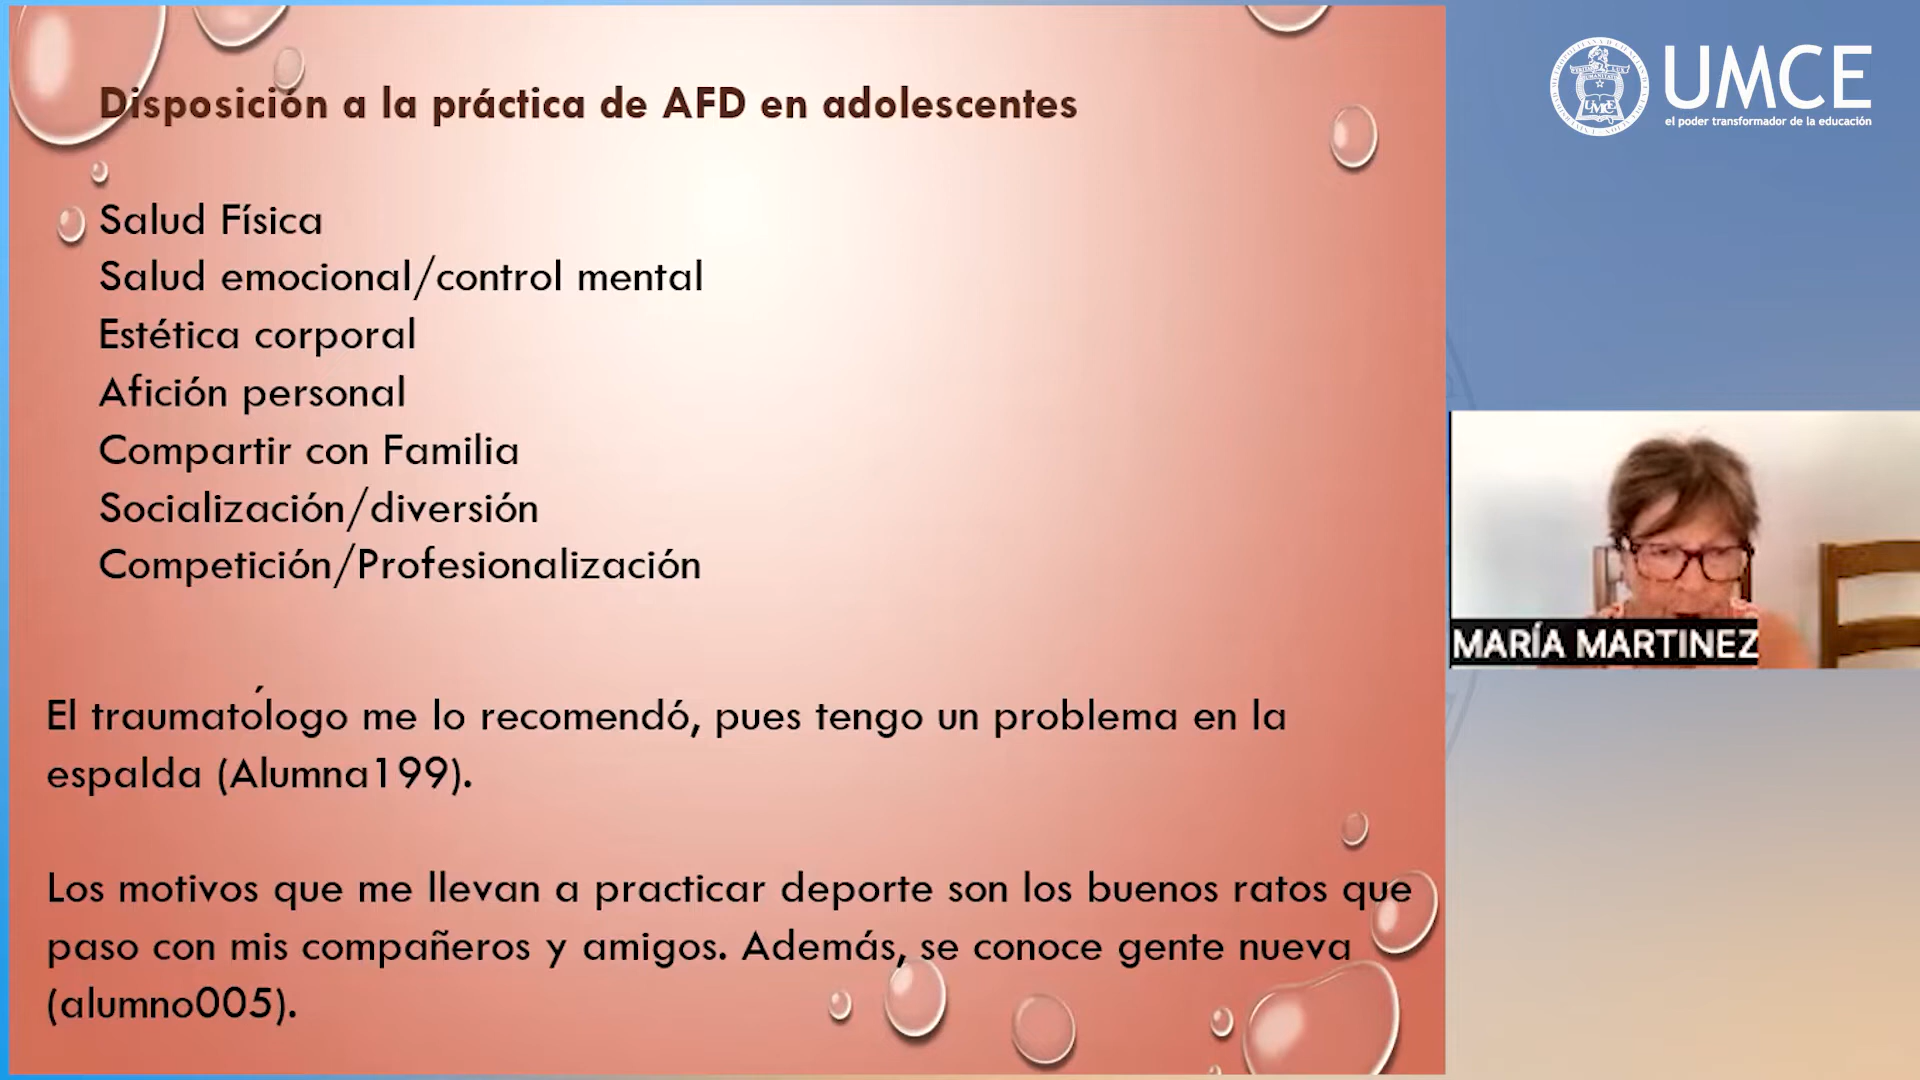 Disposición a la práctica de AFD en adolescentes
Salud Física
Salud emocional/control mental
Estética corporal
Afición personal
Compartir con Familia
Socialización/diversión
Competición/Profesionalización
El traumatólogo me lo recomendó, pues tengo un problema en la
espalda (Alumna199).
Los motivos que me llevan a practicar deporte son los buenos ratos que
paso con mis compañeros y amigos. Además, se conoce gente nueva
(alumno005).
UMCE
el poder transformador de la educación
UMCE
MARÍA MARTINEZ